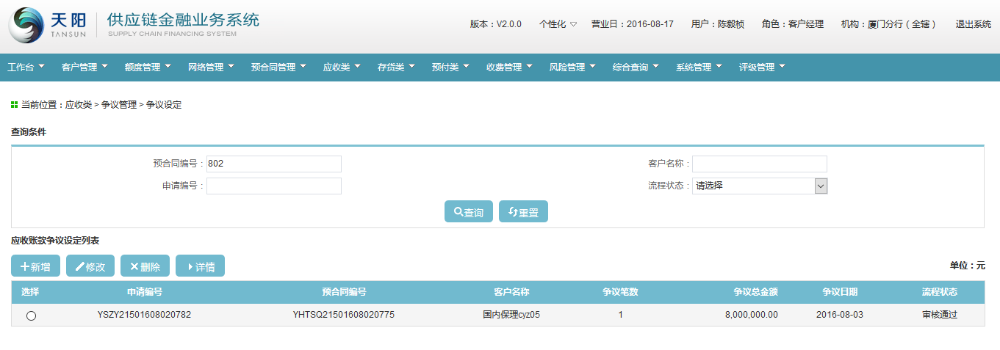 天阳 供应链金融业务系统
TANSUN SUPPLY CHAIN FINANCING SYSTEM
版本：V2.0.0 个性化 营业日：2016-08-17 用户：陈毅桢 角色：客户经理 机构：厦门分行（全辖） 退出系统
工作台 客户管理 额度管理 网络管理 预合同管理 应收类 存货类 预付类 收费管理 风险管理 综合查询 系统管理 评级管理
当前位置：应收类 > 争议管理 > 争议设定
查询条件
预合同编号：802 客户名称：
申请编号： 流程状态：请选择
查询 重置
应收账款争议设定列表
新增 修改 删除 详情 单位：元
选择 申请编号 预合同编号 客户名称 争议笔数 争议总金额 争议日期 流程状态
YSZY21501608020782 YHTSQ21501608020775 国内保理cyz05 1 8,000,000.00 2016-08-03 审核通过